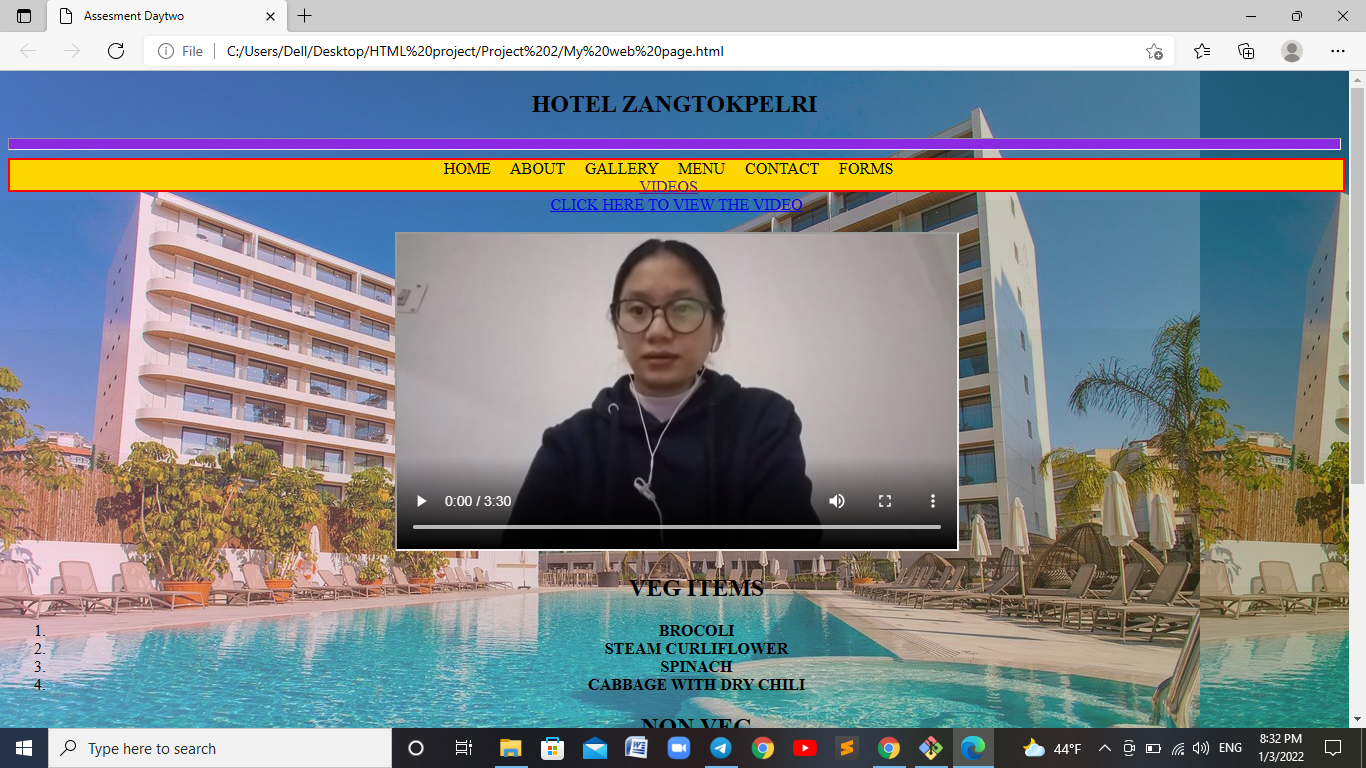 Assesment Daytwo
File
C:/Users/Dell/Desktop/HTML%20project/Project%202/My%20web%20page.html
HOTEL ZANGTOKPELRI
HOME ABOUT GALLERY MENU CONTACT FORMS
VIDEOS
CLICK HERE TO VIEW THE VIDEO
0:00 / 3:30
VEG ITEMS
1. BROCOLI
2. STEAM CURLIFLOWER
3. SPINACH
4. CABBAGE WITH DRY CHILI
NON VEG
Type here to search
44°F
ENG
8:32 PM
1/3/2022